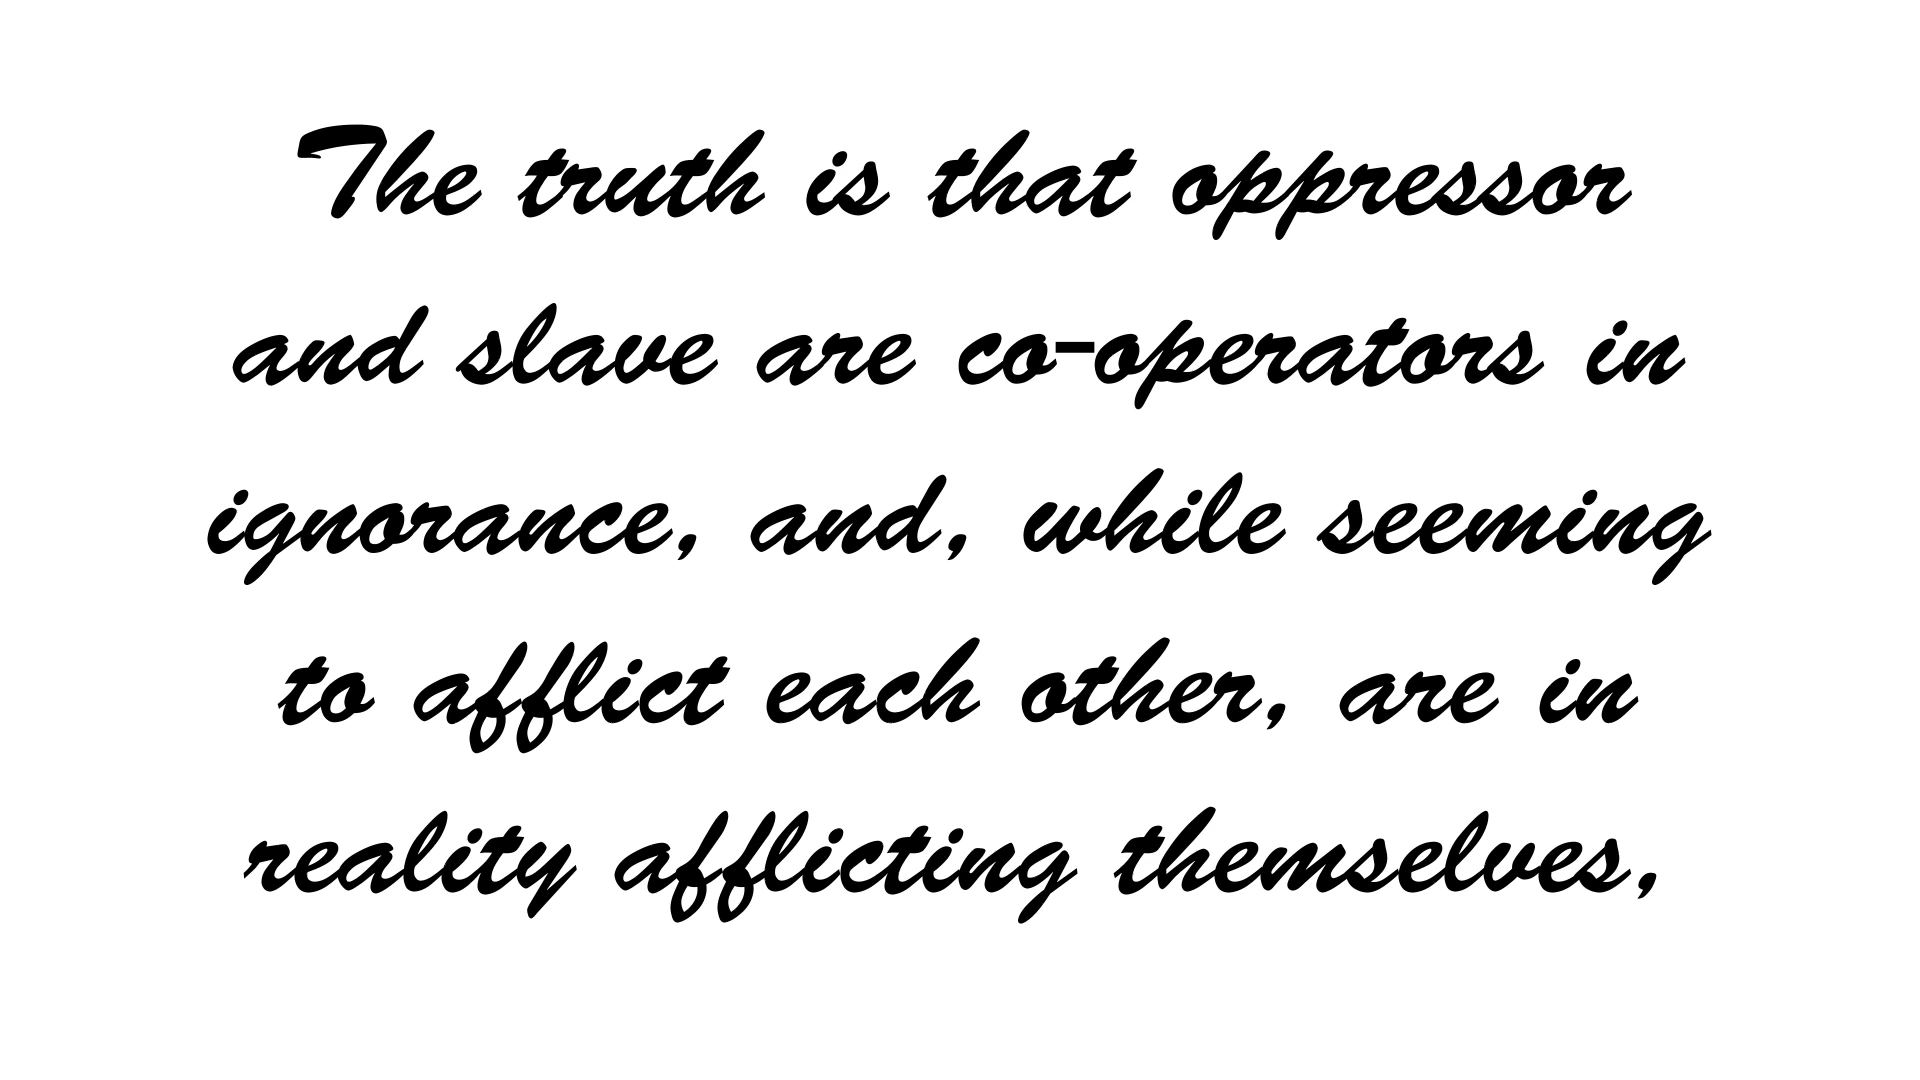 The truth is that oppressor
and slave are co-operators in
ignorance, and, while seeming
to afflict each other, are in
reality afflicting themselves,